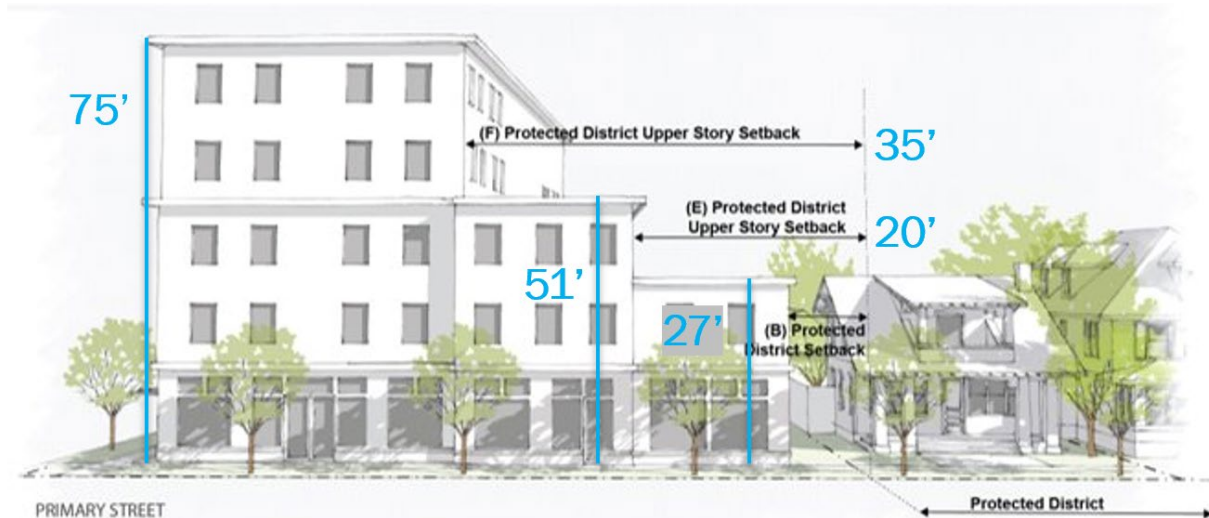 75’
(F) Protected District Upper Story Setback
35’
(E) Protected District
Upper Story Setback
20’
51’
27’
(B) Protected
District Setback
Protected District
PRIMARY STREET